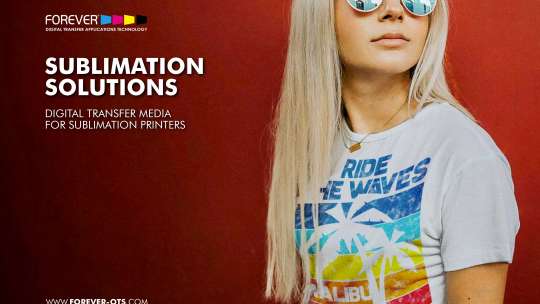 FOREVER
DIGITAL TRANSFER APPLICATIONS TECHNOLOGY
SUBLIMATION
SOLUTIONS
DIGITAL TRANSFER MEDIA
FOR SUBLIMATION PRINTERS
RIDE
THE WAVES
MALIBU
WWW.FOREVER-OTS.COM